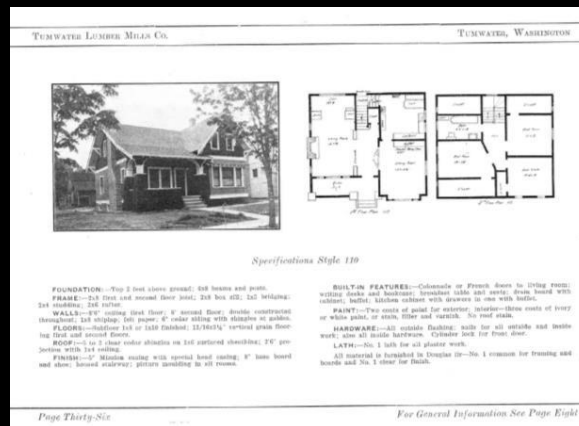 TUMWATER LUMBER MILLS CO.
TUMWATER, WASHINGTON
Specifications Style 110
FOUNDATION:—Top 2 feet above ground; 6x8 beams and posts.
FRAME:—2x8 first and second floor joist; 2x8 box sill; 1x3 bridging;
2x4 studding; 2x6 rafter.
WALLS:—8'6" ceiling first floor; 8' second floor; double constructed
throughout; 1x8 shiplap; felt paper; 6" cedar siding with shingles at gables.
FLOORS:—Subfloor 1x8 or 1x10 finished; vertical grain floor-
ing first and second floors.
ROOF:— to 2 clear cedar shingles on 1x6 surfaced sheathing; 2'6" pro-
jection with 1x4 ceiling.
FINISH:—5" Mission casing with special head casing; 8" base board
and shoe; housed stairway; picture moulding in all rooms.
BUILT-IN FEATURES:—Colonnade or French doors to living room;
writing desks and bookcase; breakfast table and seats; drain board with
cabinet; buffet; kitchen cabinet with drawers in one with buffet.
PAINT:—Two coats of paint for exterior; interior—three coats of ivory
or white paint, or stain, filler and varnish. No roof stain.
HARDWARE:—All outside flashing; nails for all outside and inside
work; also all inside hardware. Cylinder lock for front door.
LATH:—No. 1 lath for all plaster work.
All material is furnished in Douglas fir—No. 1 common for framing and
boards and No. 1 clear for finish.
Page Thirty-Six
For General Information See Page Eight